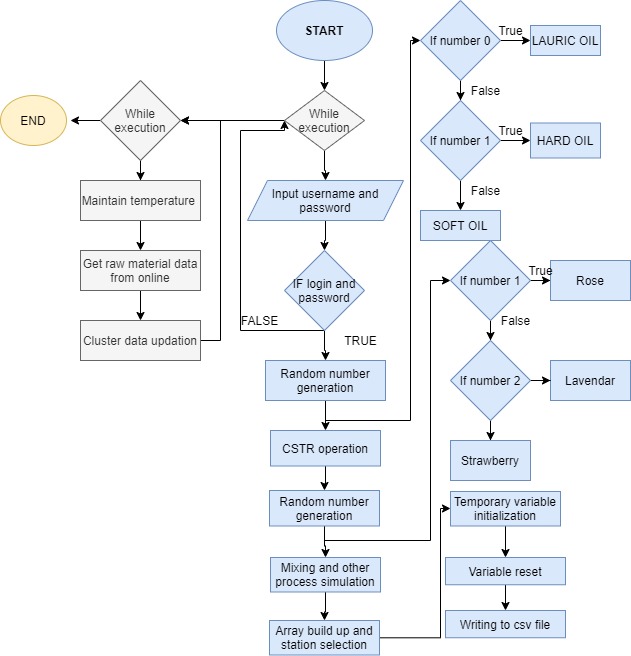 START
If number 0
True
LAURIC OIL
False
END
While
execution
While
execution
If number 1
True
HARD OIL
False
Maintain temperature
Input username and
password
SOFT OIL
Get raw material data
from online
IF login and
password
If number 1
True
Rose
False
Cluster data updation
FALSE
TRUE
Random number
generation
If number 2
Lavendar
CSTR operation
Strawberry
Random number
generation
Temporary variable
initialization
Mixing and other
process simulation
Variable reset
Array build up and
station selection
Writing to csv file